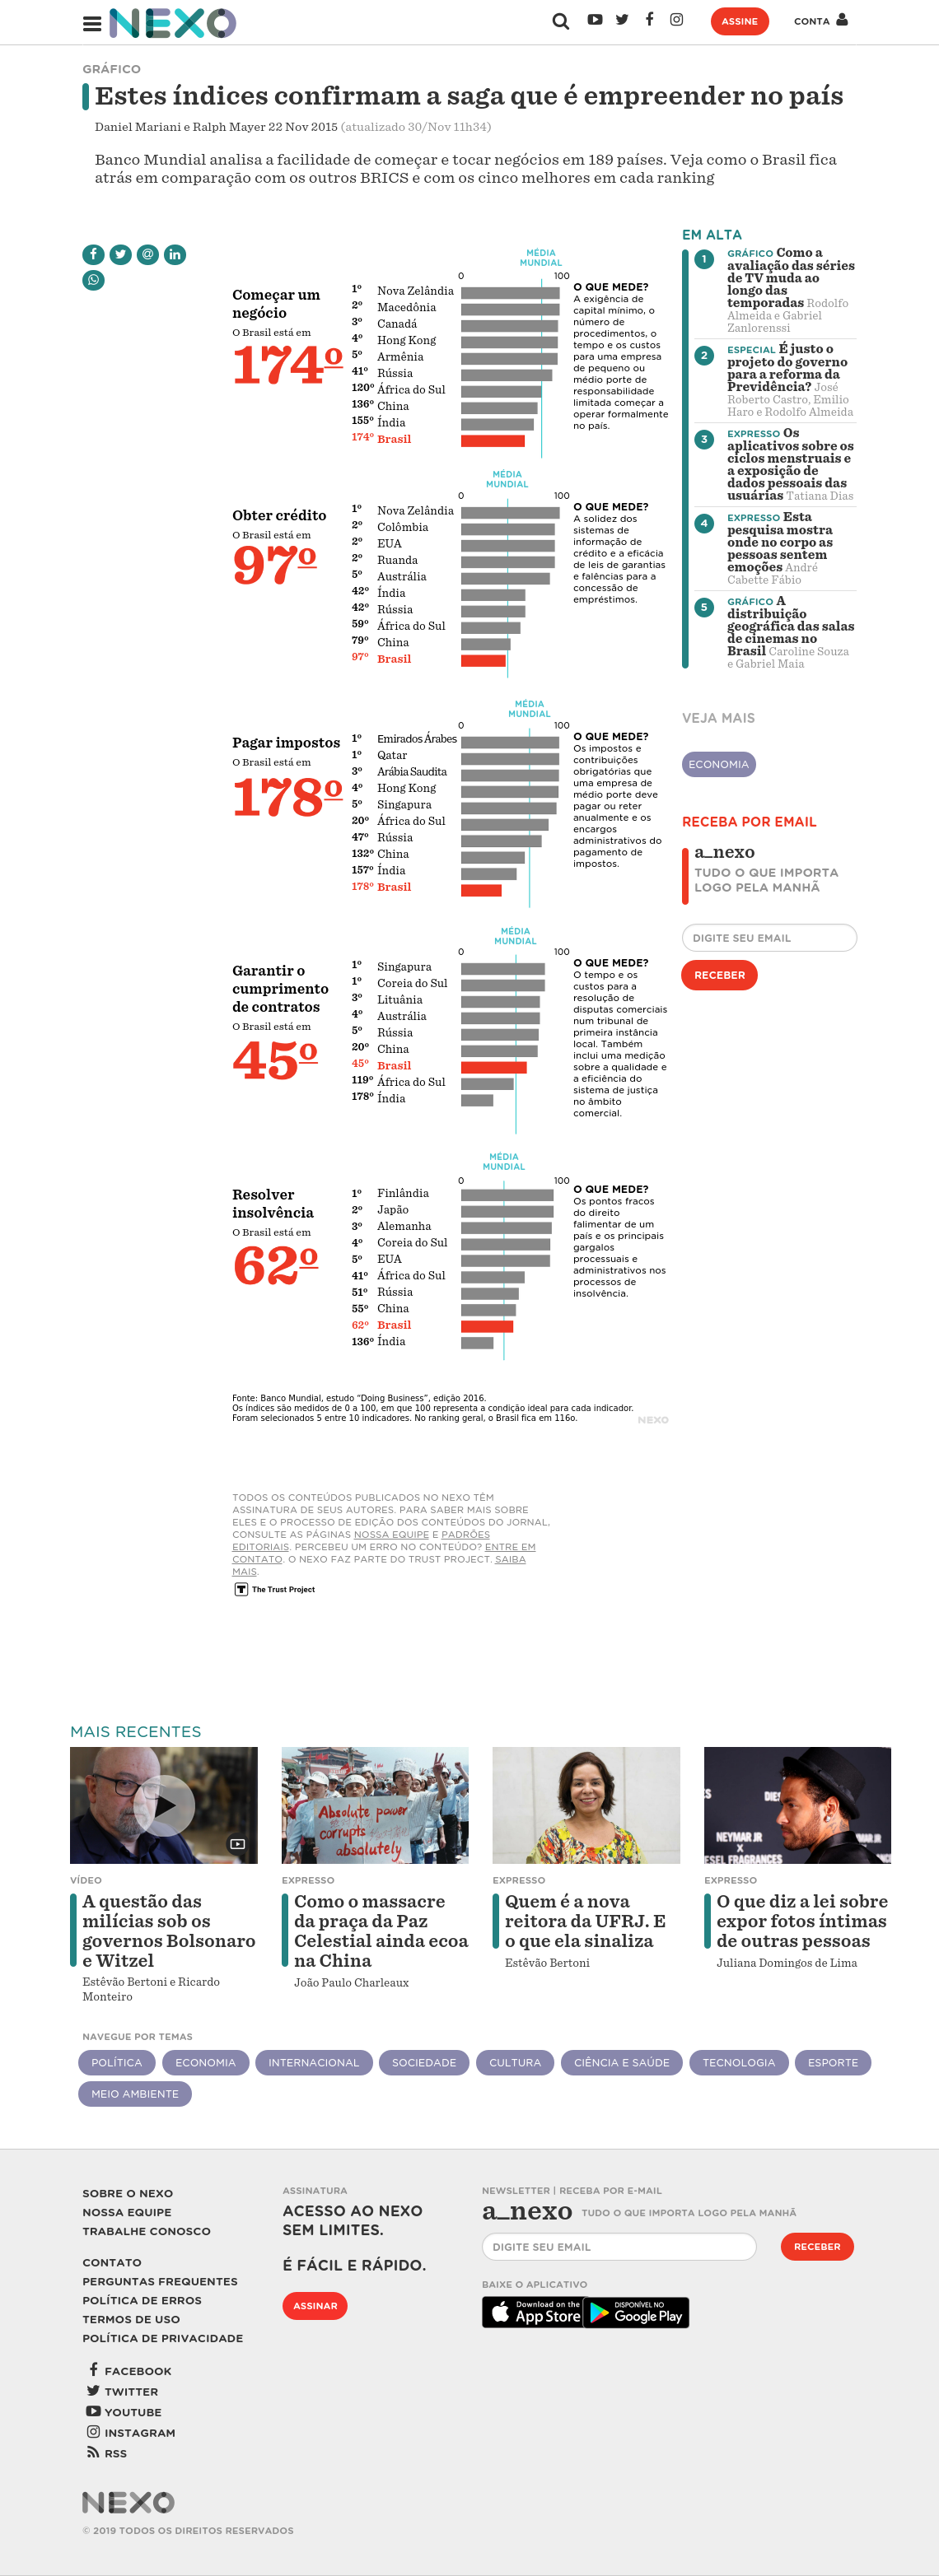 NEXO
ASSINE
CONTA
GRÁFICO
Estes índices confirmam a saga que é empreender no país
Daniel Mariani e Ralph Mayer 22 Nov 2015 (atualizado 30/Nov 11h34)
Banco Mundial analisa a facilidade de começar e tocar negócios em 189 países. Veja como o Brasil fica
atrás em comparação com os outros BRICS e com os cinco melhores em cada ranking
Começar um
negócio
O Brasil está em
174º
MÉDIA
MUNDIAL
0 100
1º Nova Zelândia
2º Macedônia
3º Canadá
4º Hong Kong
5º Armênia
41º Rússia
120º África do Sul
136º China
155º Índia
174º Brasil
O QUE MEDE?
A exigência de
capital mínimo, o
número de
procedimentos, o
tempo e os custos
para uma empresa
de pequeno ou
médio porte de
responsabilidade
limitada começar a
operar formalmente
no país.
Obter crédito
O Brasil está em
97º
MÉDIA
MUNDIAL
0 100
1º Nova Zelândia
2º Colômbia
2º EUA
2º Ruanda
5º Austrália
42º Índia
42º Rússia
59º África do Sul
79º China
97º Brasil
O QUE MEDE?
A solidez dos
sistemas de
informação de
crédito e a eficácia
de leis de garantias
e falências para a
concessão de
empréstimos.
Pagar impostos
O Brasil está em
178º
MÉDIA
MUNDIAL
0 100
1º Emirados Árabes
1º Qatar
3º Arábia Saudita
4º Hong Kong
5º Singapura
20º África do Sul
47º Rússia
132º China
157º Índia
178º Brasil
O QUE MEDE?
Os impostos e
contribuições
obrigatórias que
uma empresa de
médio porte deve
pagar ou reter
anualmente e os
encargos
administrativos do
pagamento de
impostos.
Garantir o
cumprimento
de contratos
O Brasil está em
45º
MÉDIA
MUNDIAL
0 100
1º Singapura
1º Coreia do Sul
3º Lituânia
4º Austrália
5º Rússia
20º China
45º Brasil
119º África do Sul
178º Índia
O QUE MEDE?
O tempo e os
custos para a
resolução de
disputas comerciais
num tribunal de
primeira instância
local. Também
inclui uma medição
sobre a qualidade e
a eficiência do
sistema de justiça
no âmbito
comercial.
Resolver
insolvência
O Brasil está em
62º
MÉDIA
MUNDIAL
0 100
1º Finlândia
2º Japão
3º Alemanha
4º Coreia do Sul
5º EUA
41º África do Sul
51º Rússia
55º China
62º Brasil
136º Índia
O QUE MEDE?
Os pontos fracos
do direito
falimentar de um
país e os principais
gargalos
processuais e
administrativos nos
processos de
insolvência.
Fonte: Banco Mundial, estudo “Doing Business”, edição 2016.
Os índices são medidos de 0 a 100, em que 100 representa a condição ideal para cada indicador.
Foram selecionados 5 entre 10 indicadores. No ranking geral, o Brasil fica em 116o.
NEXO
EM ALTA
1 GRÁFICO Como a
avaliação das séries
de TV muda ao
longo das
temporadas Rodolfo
Almeida e Gabriel
Zanlorenssi
2 ESPECIAL É justo o
projeto do governo
para a reforma da
Previdência? José
Roberto Castro, Emilio
Haro e Rodolfo Almeida
3 EXPRESSO Os
aplicativos sobre os
ciclos menstruais e
a exposição de
dados pessoais das
usuárias Tatiana Dias
4 EXPRESSO Esta
pesquisa mostra
onde no corpo as
pessoas sentem
emoções André
Cabette Fábio
5 GRÁFICO A
distribuição
geográfica das salas
de cinemas no
Brasil Caroline Souza
e Gabriel Maia
VEJA MAIS
ECONOMIA
RECEBA POR EMAIL
a_nexo
TUDO O QUE IMPORTA
LOGO PELA MANHÃ
DIGITE SEU EMAIL
RECEBER
TODOS OS CONTEÚDOS PUBLICADOS NO NEXO TÊM
ASSINATURA DE SEUS AUTORES. PARA SABER MAIS SOBRE
ELES E O PROCESSO DE EDIÇÃO DOS CONTEÚDOS DO JORNAL,
CONSULTE AS PÁGINAS NOSSA EQUIPE E PADRÕES
EDITORIAIS. PERCEBEU UM ERRO NO CONTEÚDO? ENTRE EM
CONTATO. O NEXO FAZ PARTE DO TRUST PROJECT. SAIBA
MAIS.
T The Trust Project
MAIS RECENTES
Absolute power
corrupts
absolutely
NEYMAR JR
X
DIESEL FRAGRANCES
VÍDEO
A questão das
milícias sob os
governos Bolsonaro
e Witzel
Estêvão Bertoni e Ricardo
Monteiro
EXPRESSO
Como o massacre
da praça da Paz
Celestial ainda ecoa
na China
João Paulo Charleaux
EXPRESSO
Quem é a nova
reitora da UFRJ. E
o que ela sinaliza
Estêvão Bertoni
EXPRESSO
O que diz a lei sobre
expor fotos íntimas
de outras pessoas
Juliana Domingos de Lima
NAVEGUE POR TEMAS
POLÍTICA ECONOMIA INTERNACIONAL SOCIEDADE CULTURA CIÊNCIA E SAÚDE TECNOLOGIA ESPORTE
MEIO AMBIENTE
SOBRE O NEXO
NOSSA EQUIPE
TRABALHE CONOSCO
CONTATO
PERGUNTAS FREQUENTES
POLÍTICA DE ERROS
TERMOS DE USO
POLÍTICA DE PRIVACIDADE
FACEBOOK
TWITTER
YOUTUBE
INSTAGRAM
RSS
ASSINATURA
ACESSO AO NEXO
SEM LIMITES.
É FÁCIL E RÁPIDO.
ASSINAR
NEWSLETTER | RECEBA POR E-MAIL
a_nexo TUDO O QUE IMPORTA LOGO PELA MANHÃ
DIGITE SEU EMAIL
RECEBER
BAIXE O APLICATIVO
Download on the
App Store
DISPONÍVEL NO
Google Play
NEXO
© 2019 TODOS OS DIREITOS RESERVADOS